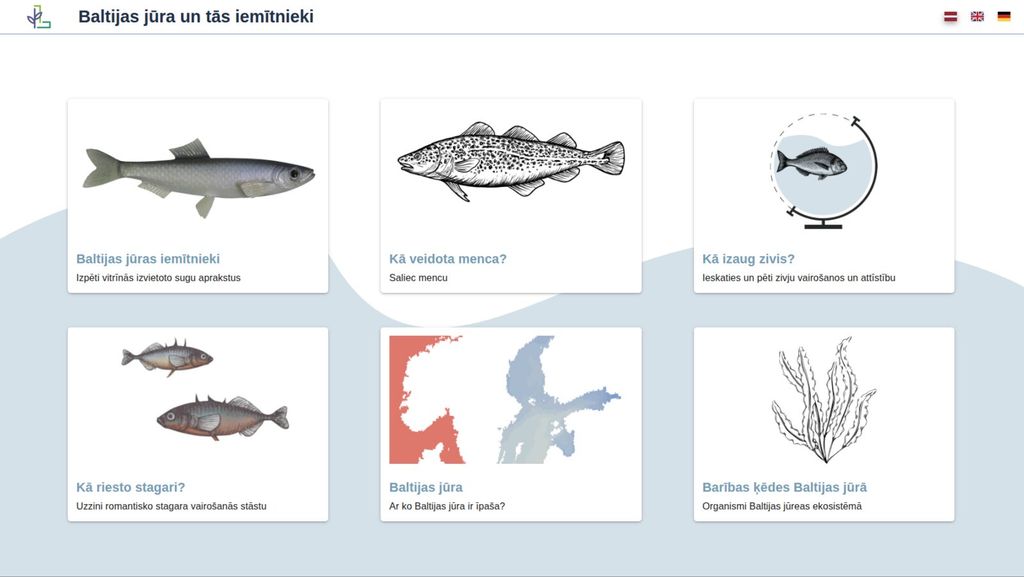 Baltijas jūra un tās iemītnieki
Baltijas jūras iemītnieki
Izpēti vitrīnās izvietoto sugu aprakstus
Kā veidota menca?
Saliec mencu
Kā izaug zivis?
Ieskaties un pēti zivju vairošanos un attīstību
Kā riesto stagari?
Uzzini romantisko stagara vairošanās stāstu
Baltijas jūra
Ar ko Baltijas jūra ir īpaša?
Barības ķēdes Baltijas jūrā
Organismi Baltijas jūreas ekosistēmā